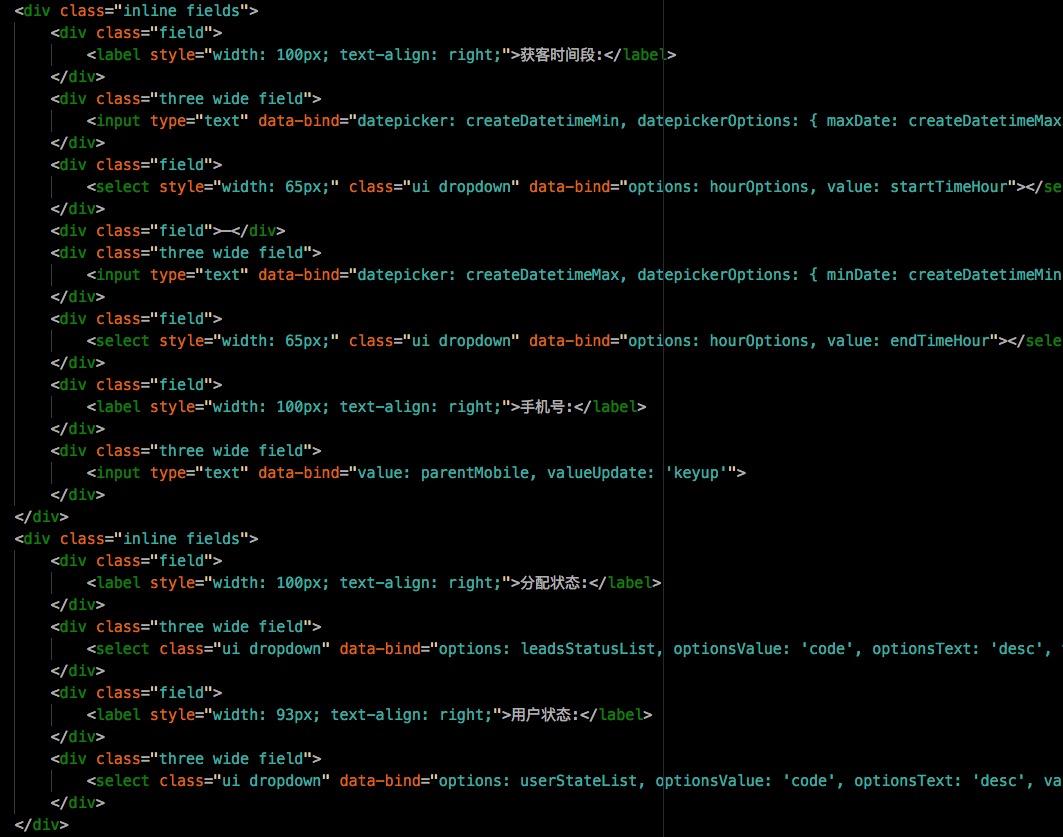 <div class="inline fields">
<div class="field">
<label style="width: 100px; text-align: right;">获客时间段:</label>
</div>
<div class="three wide field">
<input type="text" data-bind="datepicker: createDatetimeMin, datepickerOptions: { maxDate: createDatetimeMax
</div>
<div class="field">
<select style="width: 65px;" class="ui dropdown" data-bind="options: hourOptions, value: startTimeHour"></se
</div>
<div class="field">—</div>
<div class="three wide field">
<input type="text" data-bind="datepicker: createDatetimeMax, datepickerOptions: { minDate: createDatetimeMin
</div>
<div class="field">
<select style="width: 65px;" class="ui dropdown" data-bind="options: hourOptions, value: endTimeHour"></sele
</div>
<div class="field">
<label style="width: 100px; text-align: right;">手机号:</label>
</div>
<div class="three wide field">
<input type="text" data-bind="value: parentMobile, valueUpdate: 'keyup'">
</div>
</div>
<div class="inline fields">
<div class="field">
<label style="width: 100px; text-align: right;">分配状态:</label>
</div>
<div class="three wide field">
<select class="ui dropdown" data-bind="options: leadsStatusList, optionsValue: 'code', optionsText: 'desc',
</div>
<div class="field">
<label style="width: 93px; text-align: right;">用户状态:</label>
</div>
<div class="three wide field">
<select class="ui dropdown" data-bind="options: userStateList, optionsValue: 'code', optionsText: 'desc', va
</div>
</div>